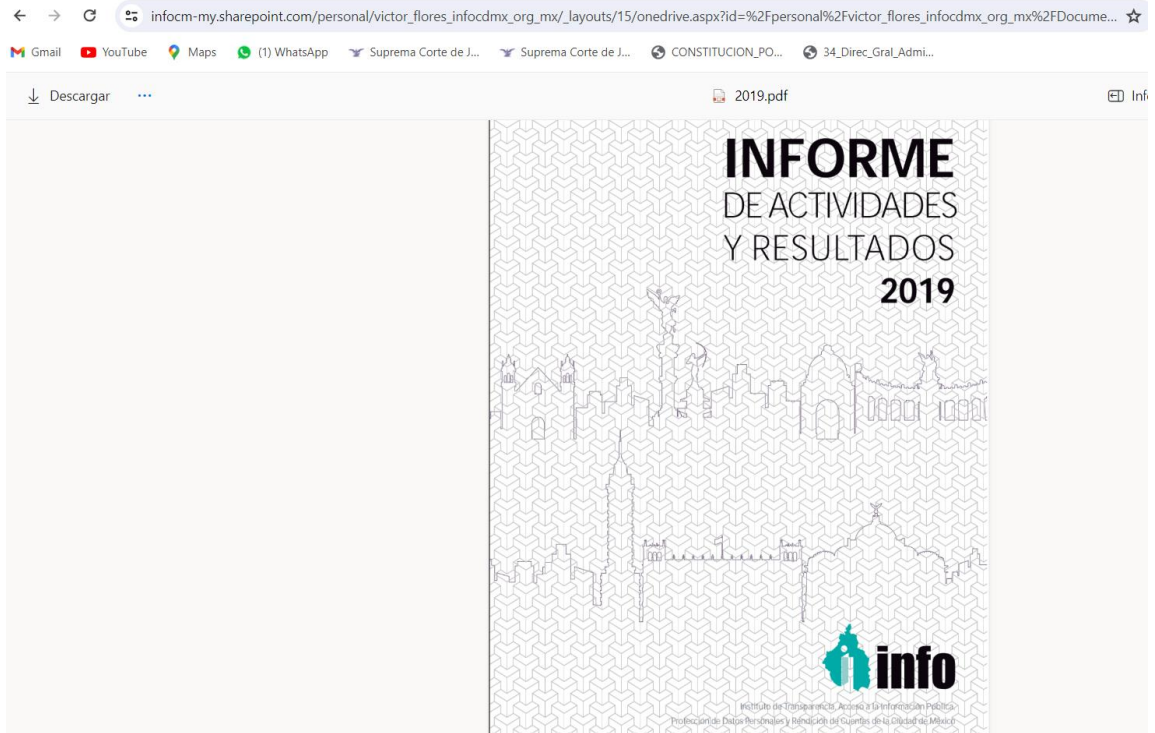 infocm-my.sharepoint.com/personal/victor_flores_infocdmx_org_mx/_layouts/15/onedrive.aspx?id=%2Fpersonal%2Fvictor_flores_infocdmx_org_mx%2FDocume...
Gmail YouTube Maps (1) WhatsApp Suprema Corte de J... Suprema Corte de J... CONSTITUCION_PO... 34_Direc_Gral_Admi...
Descargar ... 2019.pdf Inf
INFORME
DE ACTIVIDADES
Y RESULTADOS
2019
info
Instituto de Transparencia, Acceso a la Información Pública,
Protección de Datos Personales y Rendición de Cuentas de la Ciudad de México